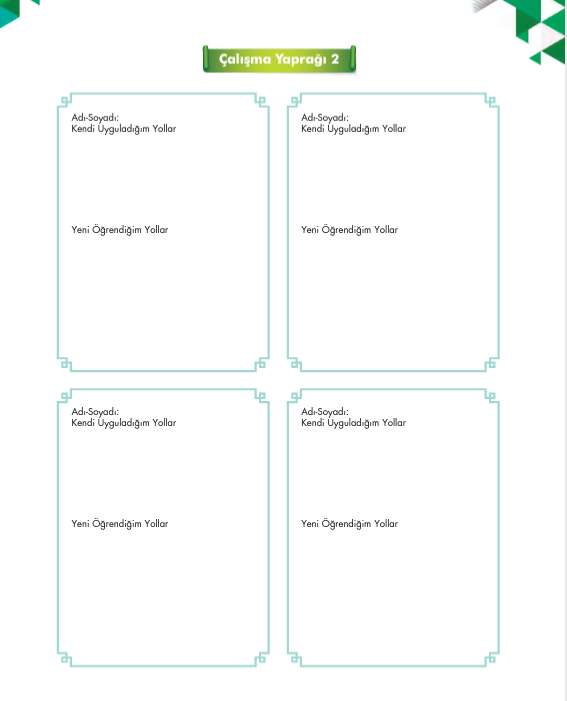 Çalışma Yaprağı 2
Adı-Soyadı:
Kendi Uyguladığım Yollar
Yeni Öğrendiğim Yollar
Adı-Soyadı:
Kendi Uyguladığım Yollar
Yeni Öğrendiğim Yollar
Adı-Soyadı:
Kendi Uyguladığım Yollar
Yeni Öğrendiğim Yollar
Adı-Soyadı:
Kendi Uyguladığım Yollar
Yeni Öğrendiğim Yollar